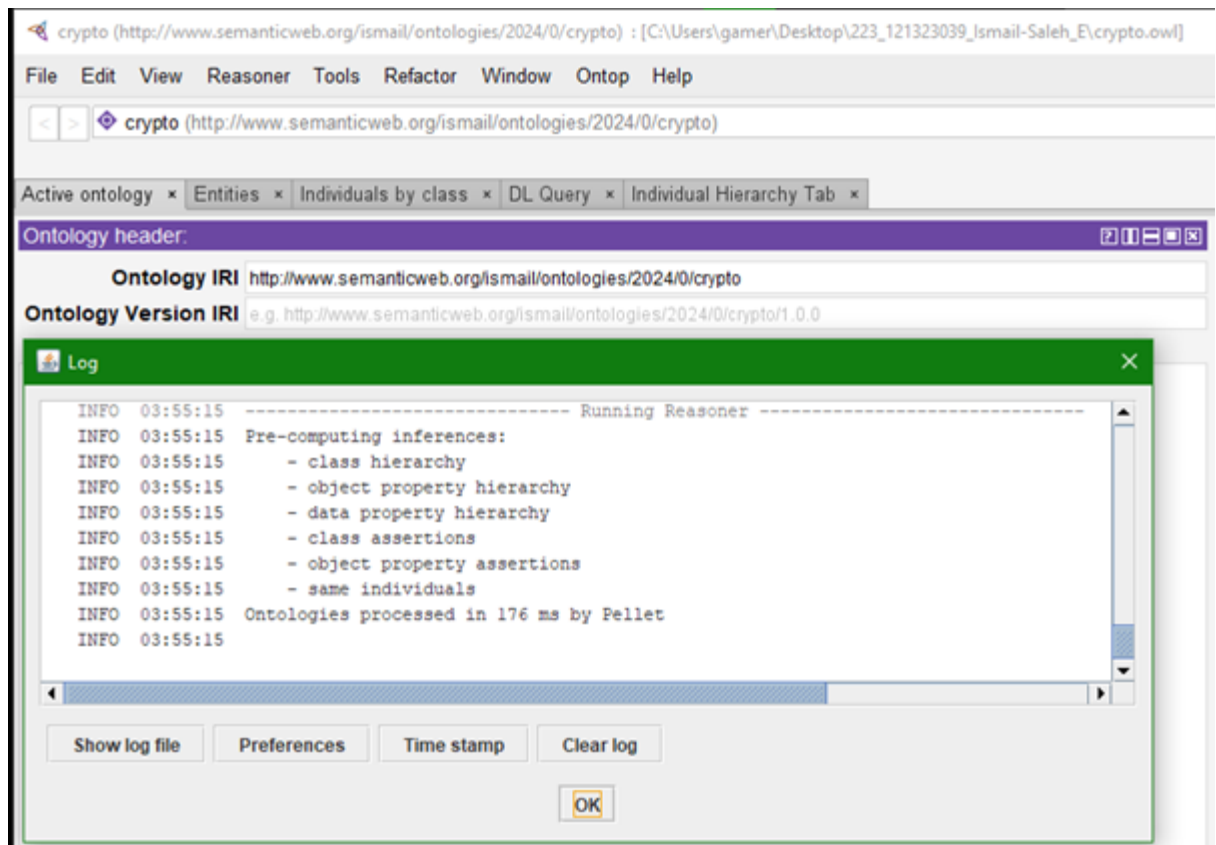 crypto (http://www.semanticweb.org/ismail/ontologies/2024/0/crypto) : [C:\Users\gamer\Desktop\223_121323039_Ismail-Saleh_E\crypto.owl]
File Edit View Reasoner Tools Refactor Window Ontop Help
< > crypto (http://www.semanticweb.org/ismail/ontologies/2024/0/crypto)
Active ontology × Entities × Individuals by class × DL Query × Individual Hierarchy Tab ×
Ontology header:
Ontology IRI http://www.semanticweb.org/ismail/ontologies/2024/0/crypto
Ontology Version IRI e.g. http://www.semanticweb.org/ismail/ontologies/2024/0/crypto/1.0.0
Log
INFO 03:55:15 ------------------------------- Running Reasoner -------------------------------
INFO 03:55:15 Pre-computing inferences:
INFO 03:55:15 - class hierarchy
INFO 03:55:15 - object property hierarchy
INFO 03:55:15 - data property hierarchy
INFO 03:55:15 - class assertions
INFO 03:55:15 - object property assertions
INFO 03:55:15 - same individuals
INFO 03:55:15 Ontologies processed in 176 ms by Pellet
INFO 03:55:15
Show log file Preferences Time stamp Clear log
OK